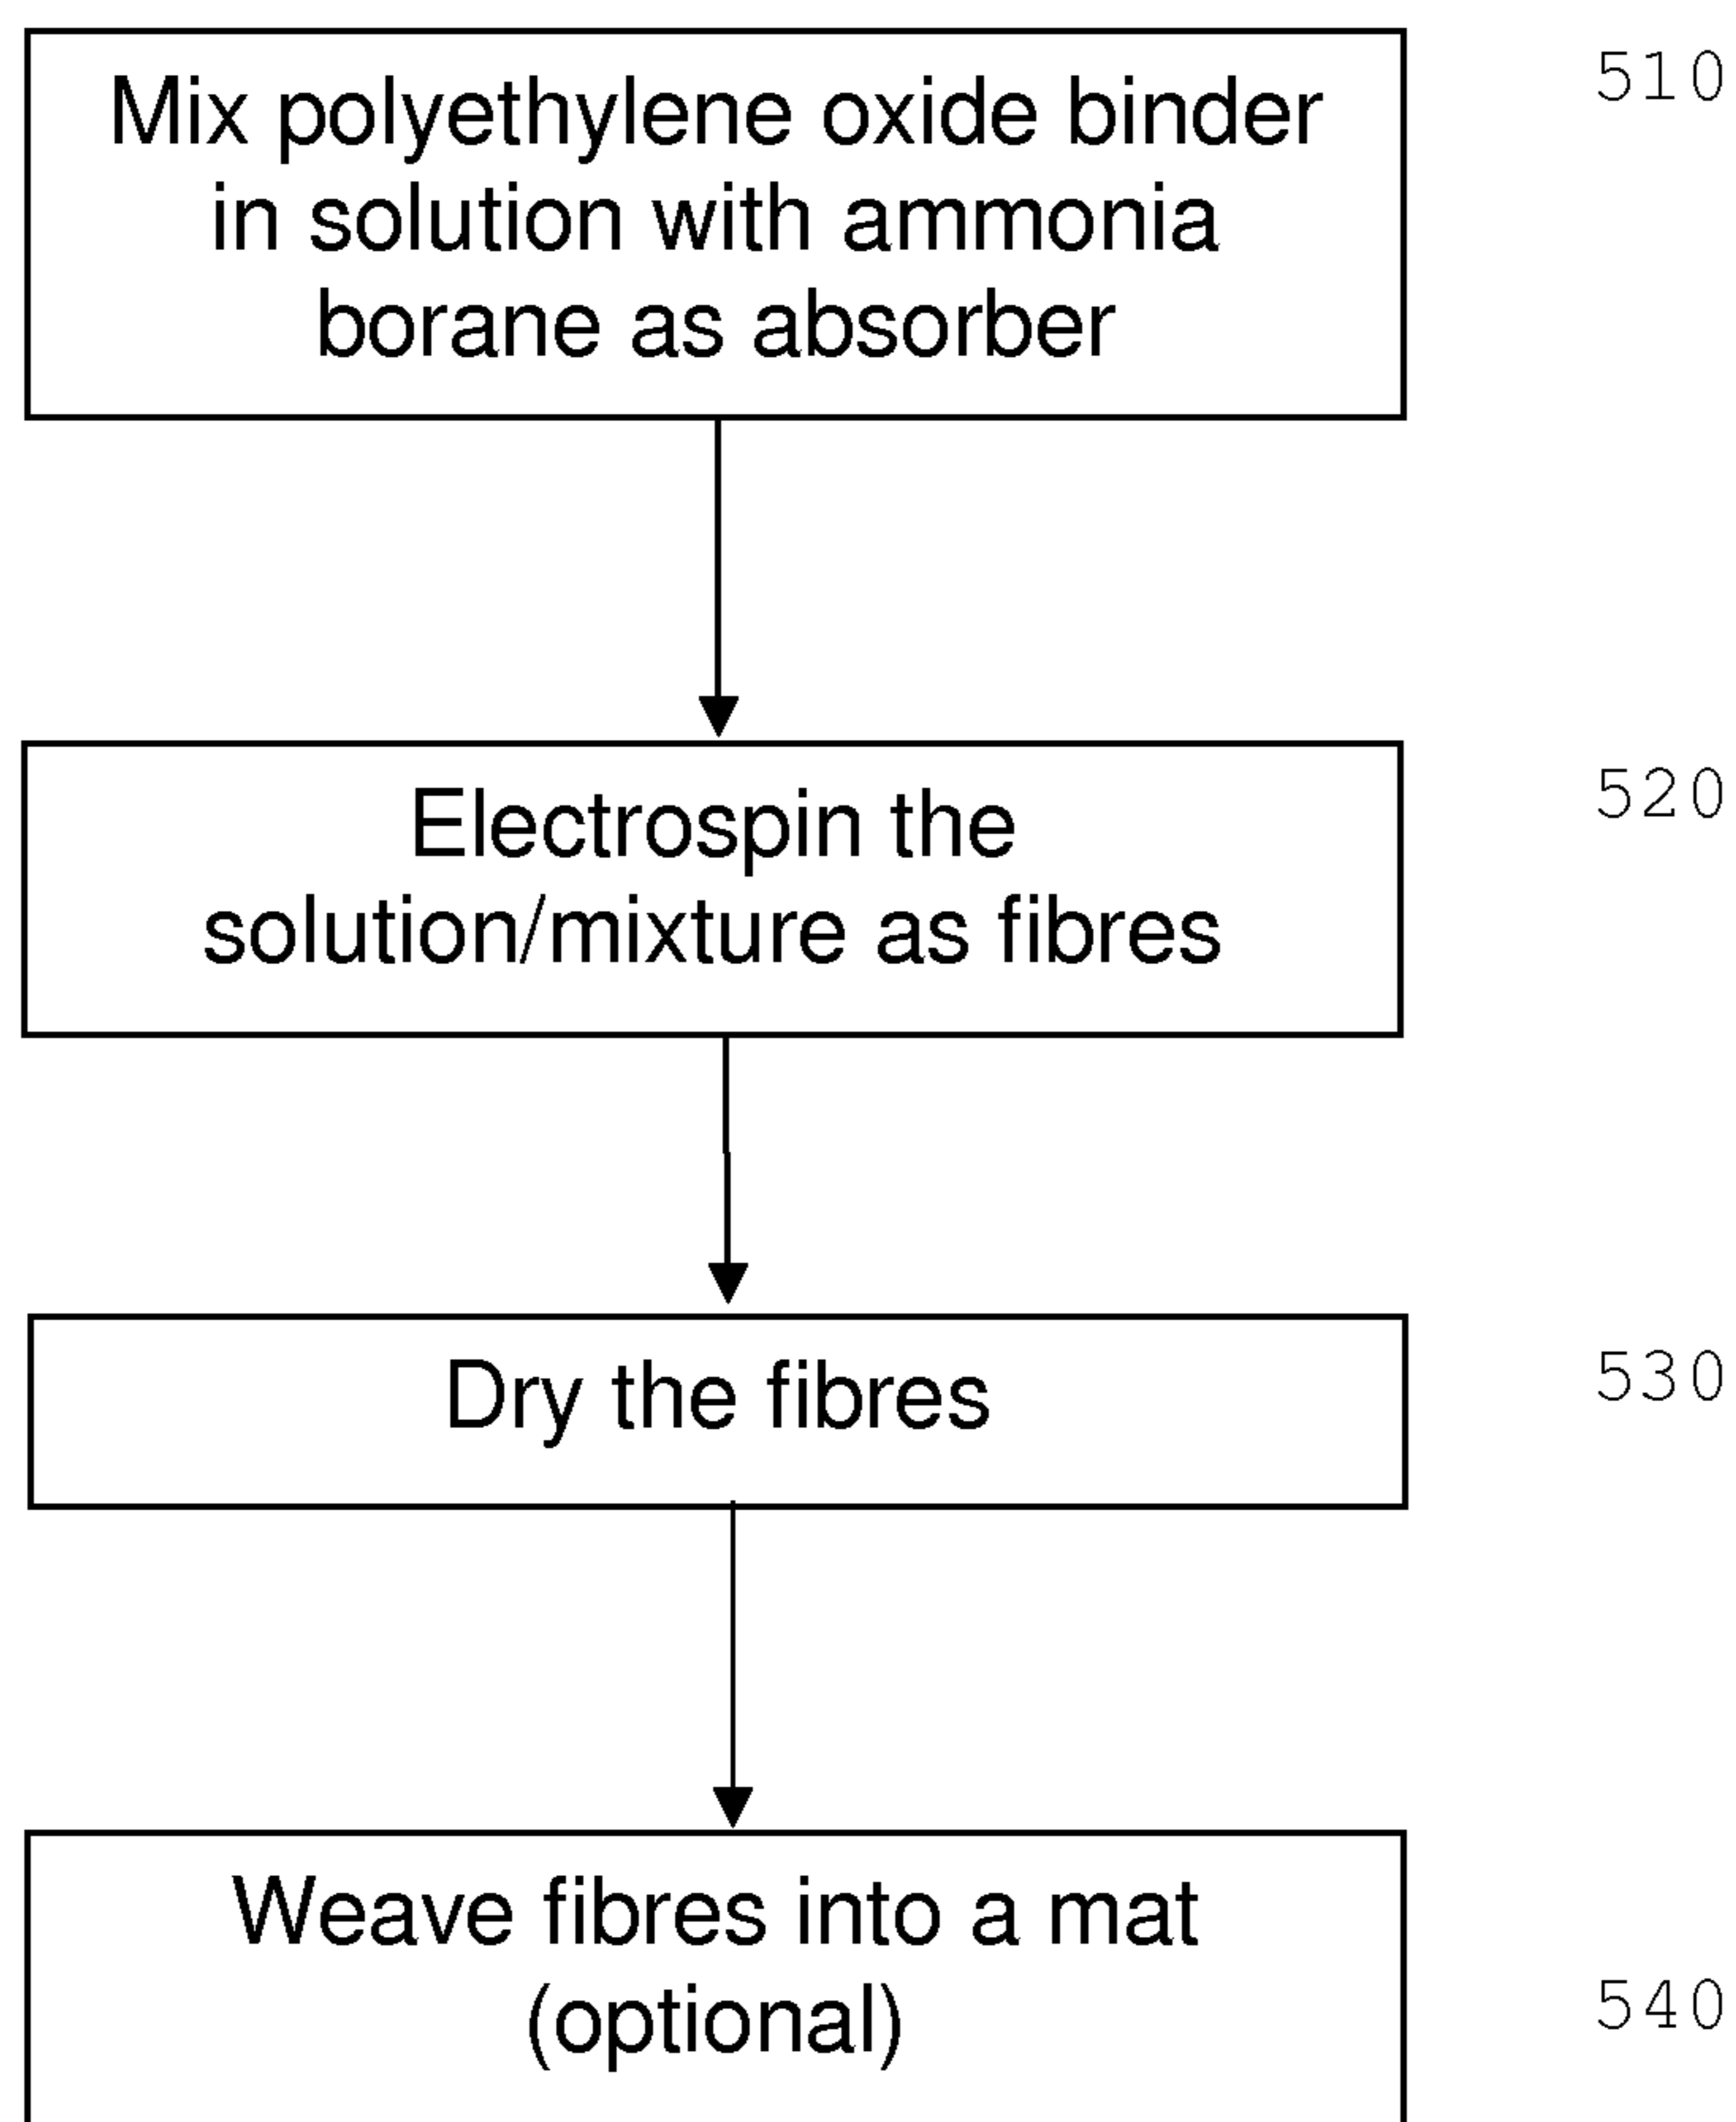 Mix polyethylene oxide binder
in solution with ammonia
borane as absorber
510
Electrospin the
solution/mixture as fibres
520
Dry the fibres
530
Weave fibres into a mat
(optional)
540